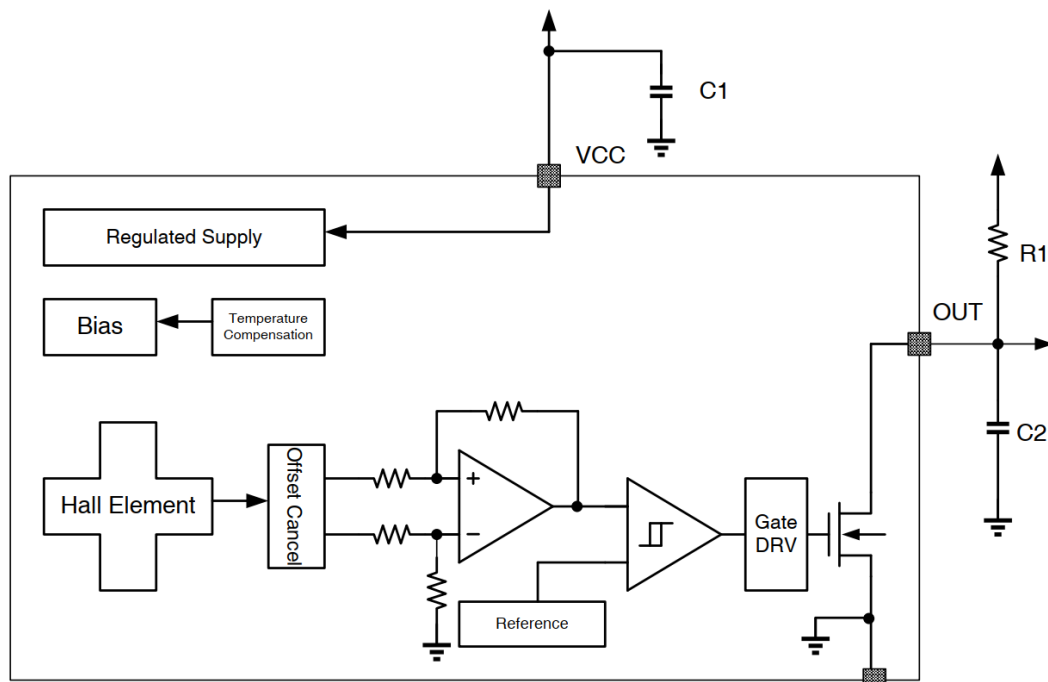 C1
VCC
Regulated Supply
R1
Bias
Temperature
Compensation
OUT
C2
Hall Element
Offset Cancel
+
−
Gate
DRV
Reference